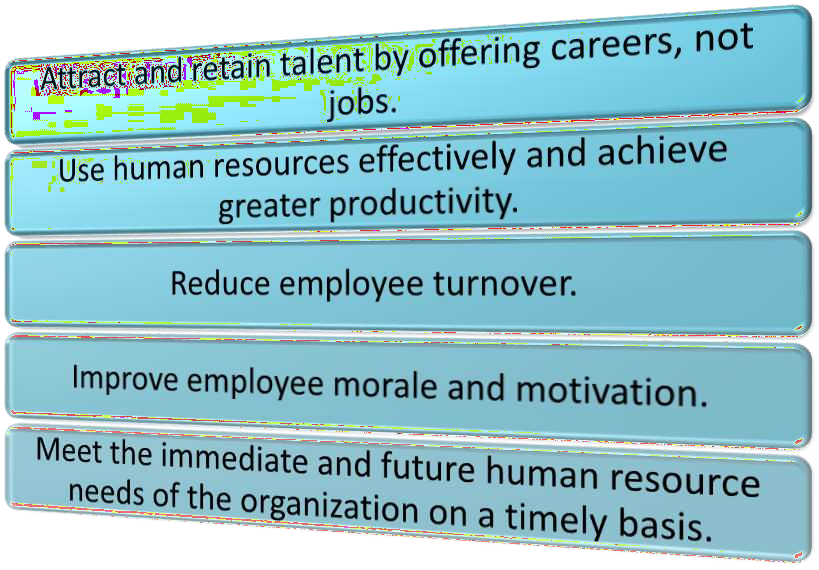 Attract and retain talent by offering careers, not
jobs.
Use human resources effectively and achieve
greater productivity.
Reduce employee turnover.
Improve employee morale and motivation.
Meet the immediate and future human resource
needs of the organization on a timely basis.